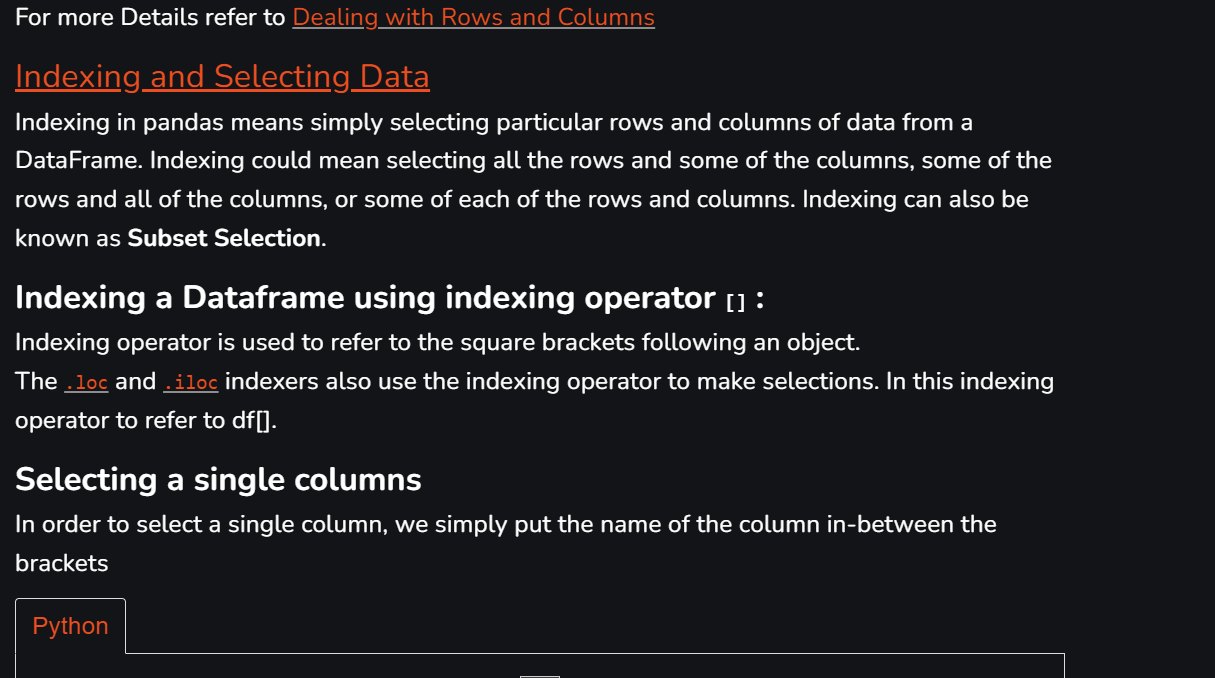 For more Details refer to Dealing with Rows and Columns
Indexing and Selecting Data
Indexing in pandas means simply selecting particular rows and columns of data from a
DataFrame. Indexing could mean selecting all the rows and some of the columns, some of the
rows and all of the columns, or some of each of the rows and columns. Indexing can also be
known as Subset Selection.
Indexing a Dataframe using indexing operator [] :
Indexing operator is used to refer to the square brackets following an object.
The .loc and .iloc indexers also use the indexing operator to make selections. In this indexing
operator to refer to df[].
Selecting a single columns
In order to select a single column, we simply put the name of the column in-between the
brackets
Python